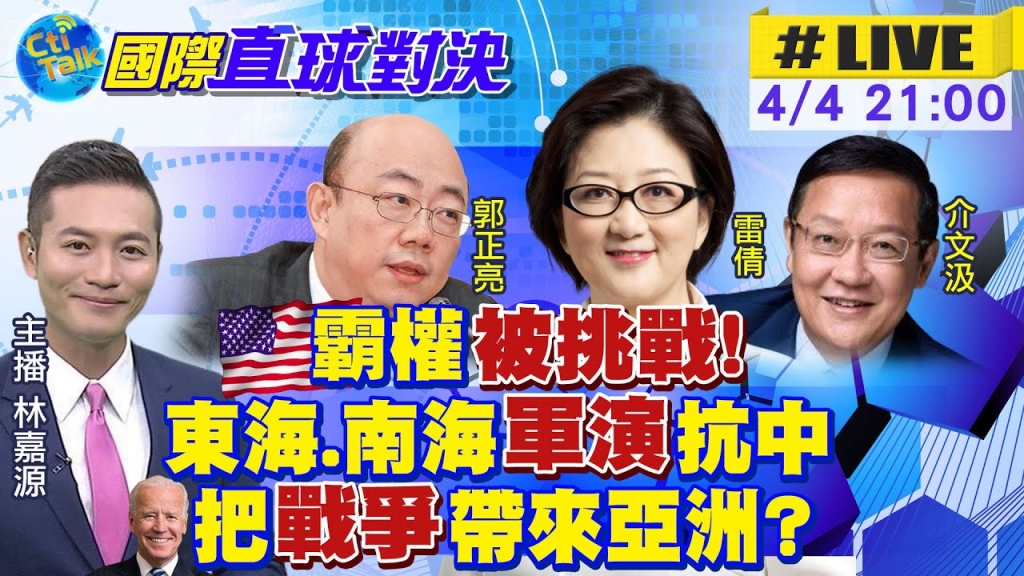 CtiTalk
國際直球對決
#LIVE
4/4 21:00
主播 林嘉源
郭正亮
雷倩
介文汲
霸權被挑戰!
東海.南海軍演抗中
把戰爭帶來亞洲?